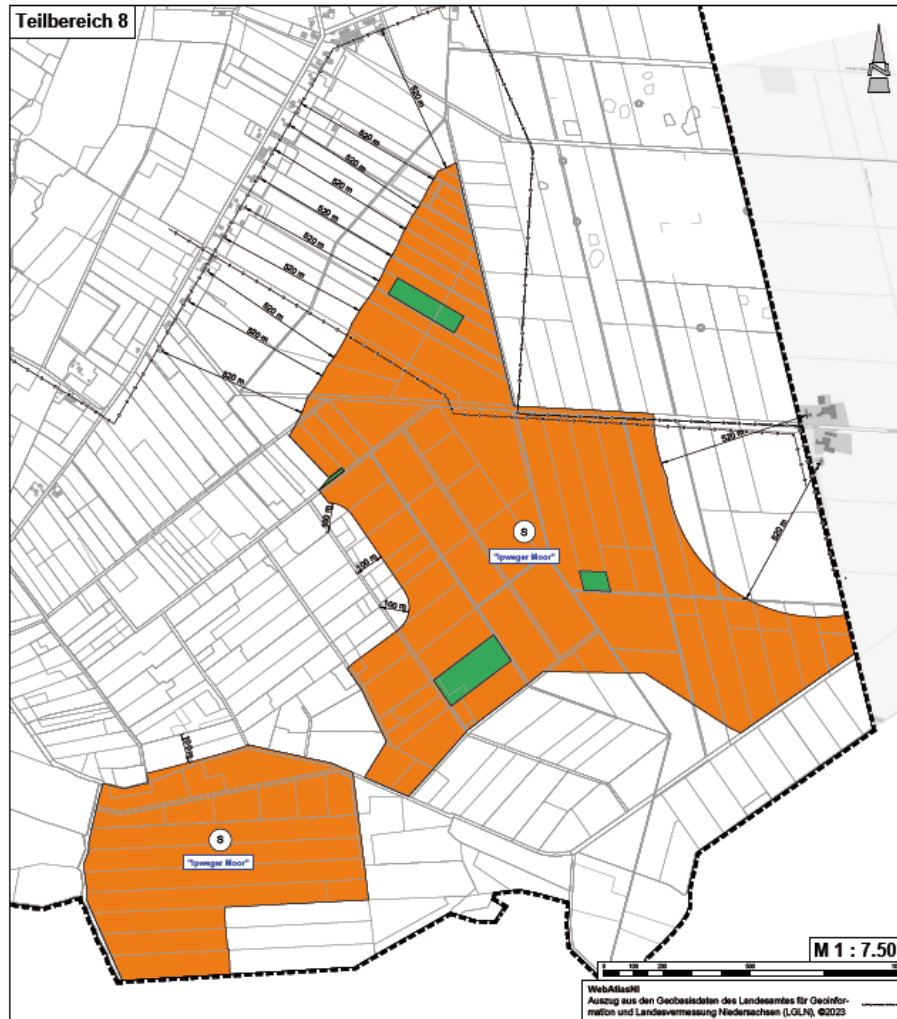 Teilbereich 8
N
520 m
520 m
520 m
520 m
520 m
520 m
520 m
520 m
520 m
520 m
520 m
520 m
100 m
100 m
100 m
100 m
S
"Ipweger Moor"
S
"Ipweger Moor"
M 1 : 7.50
0 100 200 500
WebAtlasNI
Auszug aus den Geobasisdaten des Landesamtes für Geoinfor-
mation und Landesvermessung Niedersachsen (LGLN), ©2023